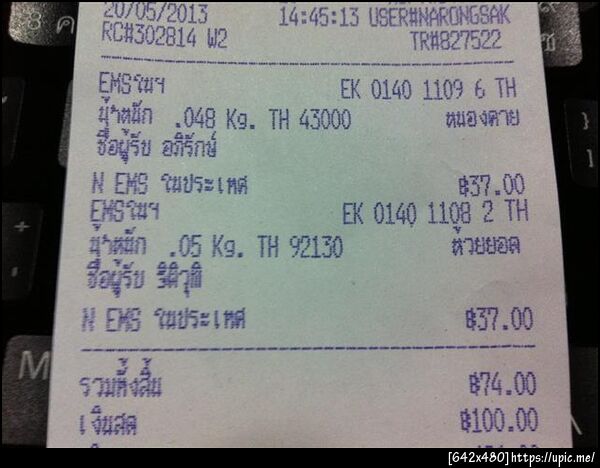 20/05/2013 14:45:13 USER#NARONGSAK
RC#302814 W2 TR#827522
EMSในฯ EK 0140 1109 6 TH
น้ำหนัก .048 Kg. TH 43000 หนองคาย
ชื่อผู้รับ อภิรักษ์
N EMS ในประเทศ ฿37.00
EMSในฯ EK 0140 1108 2 TH
น้ำหนัก .05 Kg. TH 92130 ห้วยยอด
ชื่อผู้รับ ฐิติวุฒิ
N EMS ในประเทศ ฿37.00
รวมทั้งสิ้น ฿74.00
เงินสด ฿100.00
[642x480]https://upic.me/